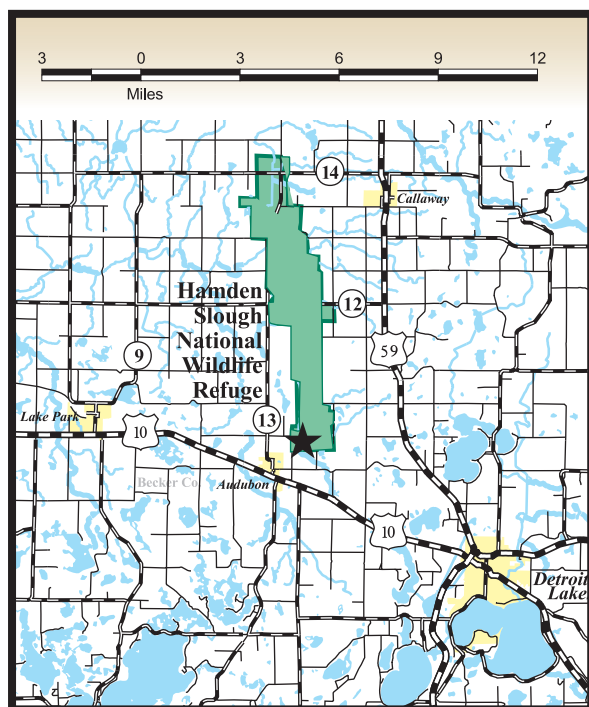 3 0 3 6 9 12
Miles
14
Callaway
Hamden
Slough
National
Wildlife
Refuge
12
59
9
Lake Park
10
13
Becker Co.
Audubon
10
Detroit
Lake